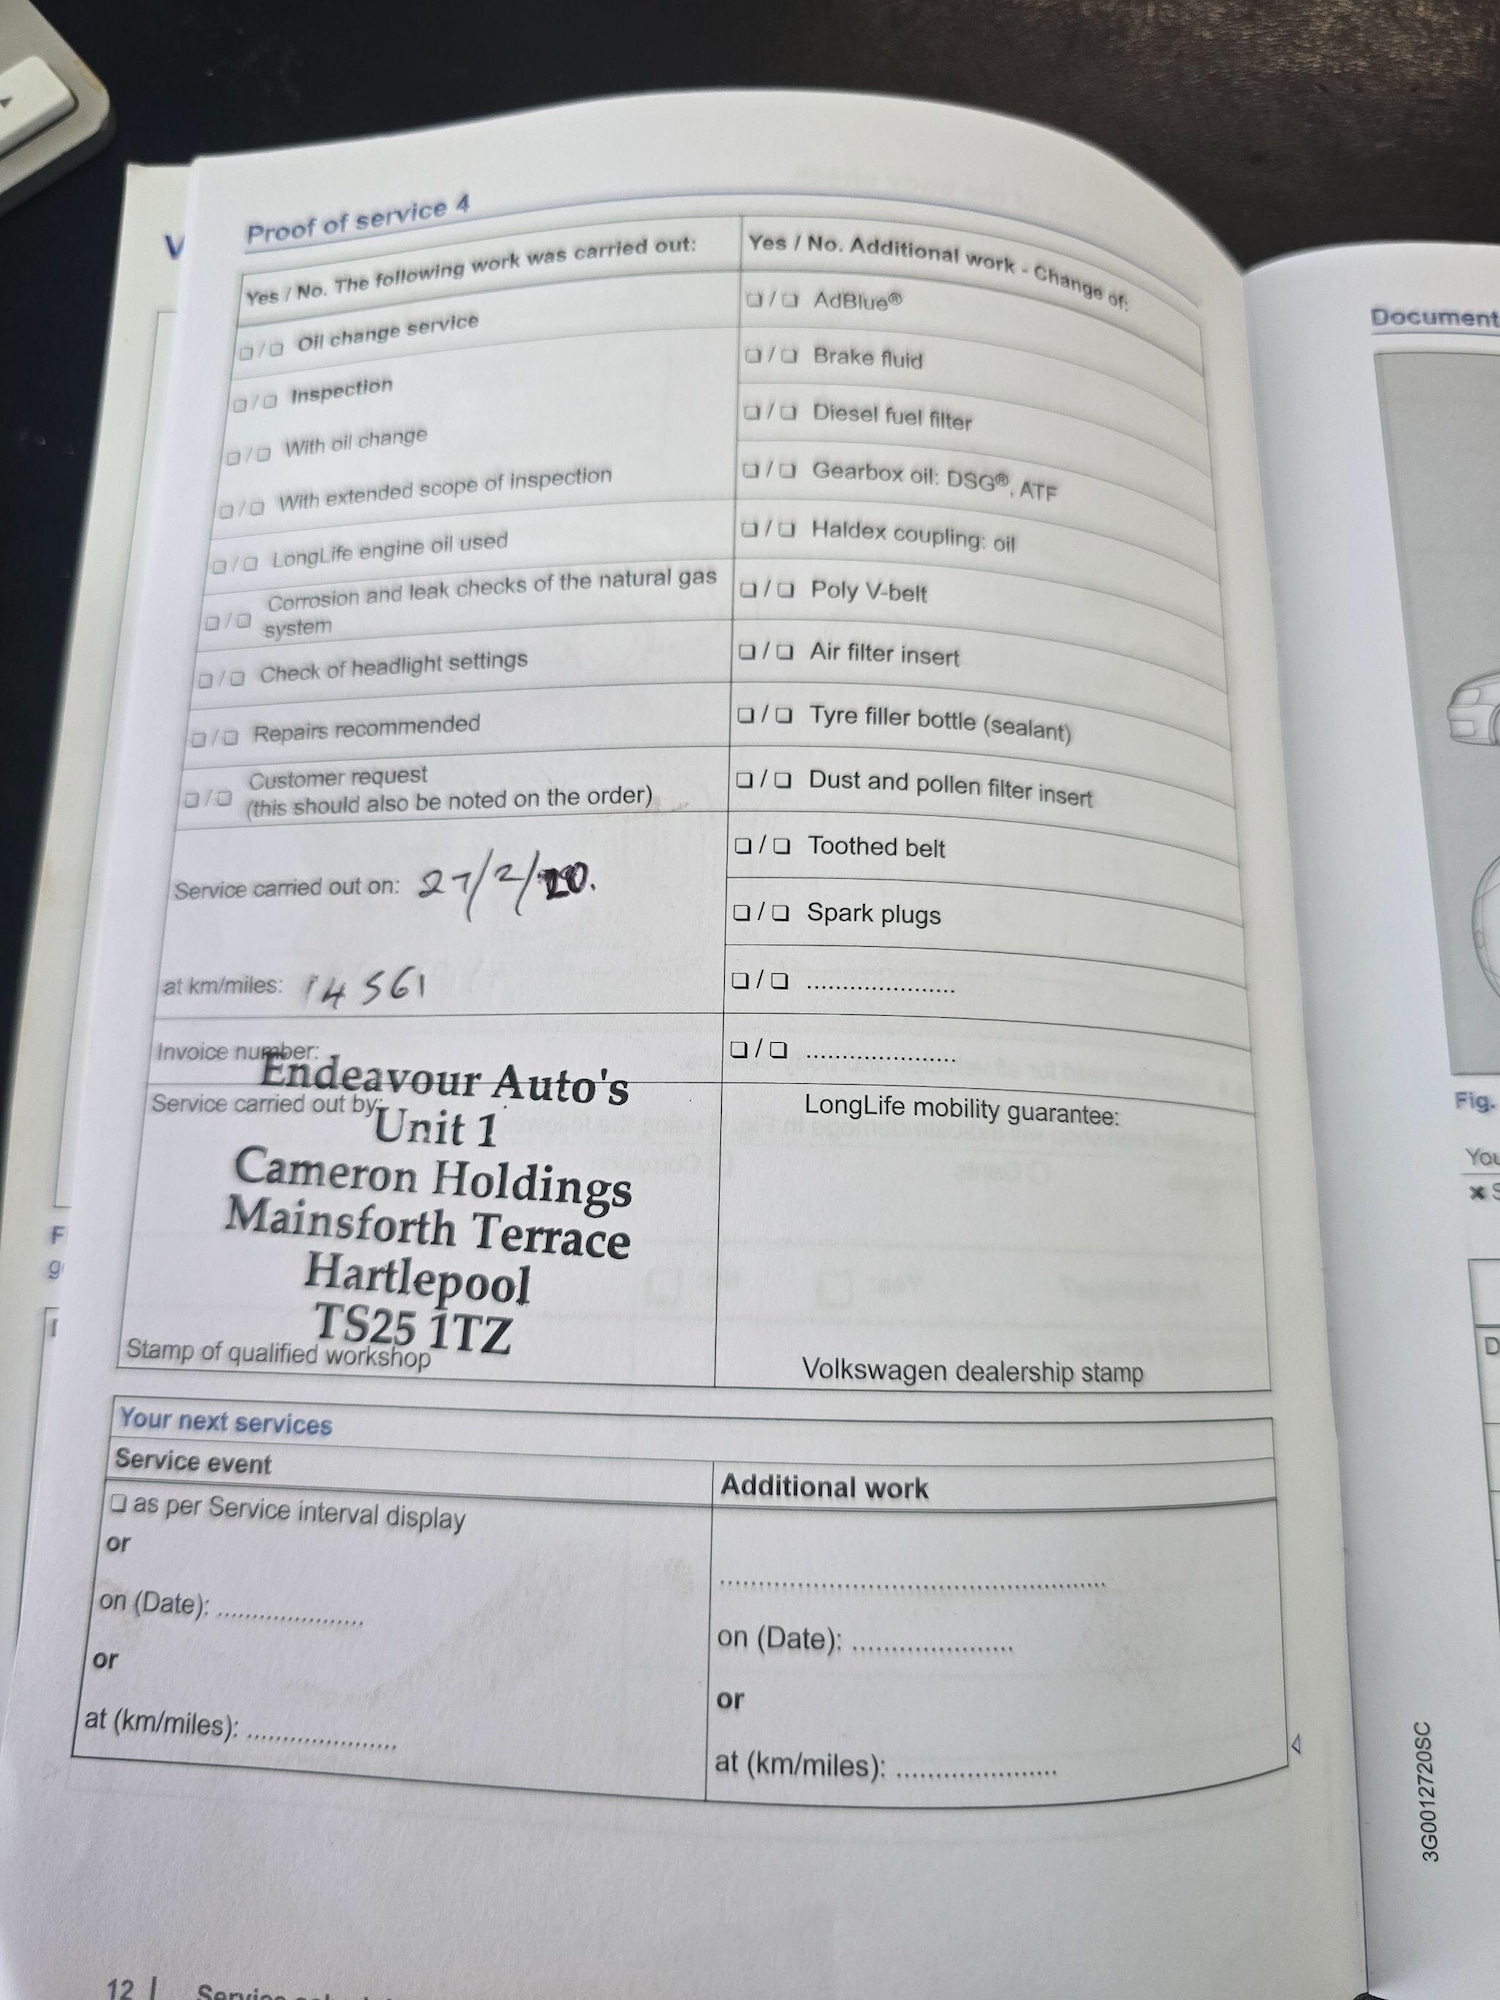 Proof of service 4
Yes / No. The following work was carried out:
❑ / ❑ Oil change service
❑ / ❑ Inspection
❑ / ❑ With oil change
❑ / ❑ With extended scope of inspection
❑ / ❑ LongLife engine oil used
❑ / ❑ Corrosion and leak checks of the natural gas
system
❑ / ❑ Check of headlight settings
❑ / ❑ Repairs recommended
❑ / ❑ Customer request
(this should also be noted on the order)
Service carried out on: 27/2/20.
at km/miles: 14561
Invoice number:
Service carried out by:
Endeavour Auto's
Unit 1
Cameron Holdings
Mainsforth Terrace
Hartlepool
TS25 1TZ
Stamp of qualified workshop
Yes / No. Additional work - Change of:
❑ / ❑ AdBlue®
❑ / ❑ Brake fluid
❑ / ❑ Diesel fuel filter
❑ / ❑ Gearbox oil: DSG®, ATF
❑ / ❑ Haldex coupling: oil
❑ / ❑ Poly V-belt
❑ / ❑ Air filter insert
❑ / ❑ Tyre filler bottle (sealant)
❑ / ❑ Dust and pollen filter insert
❑ / ❑ Toothed belt
❑ / ❑ Spark plugs
❑ / ❑ .....................
❑ / ❑ .....................
LongLife mobility guarantee:
Volkswagen dealership stamp
Your next services
Service event
❑ as per Service interval display
or
on (Date): .....................
or
at (km/miles): .....................
Additional work
.....................................................
on (Date): .....................
or
at (km/miles): .....................
12 |
Document
Fig.
3G0012720SC